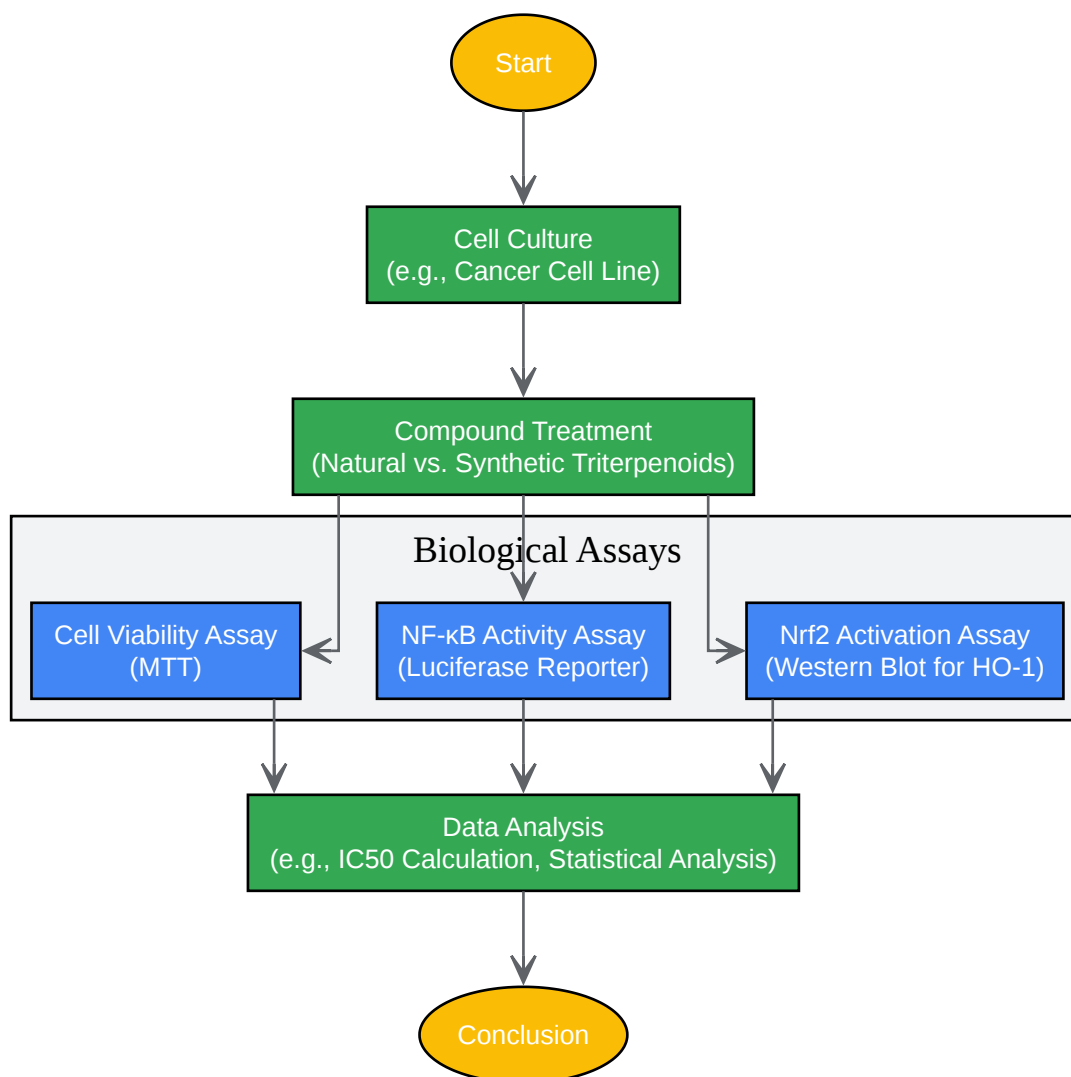 Start
Cell Culture
(e.g., Cancer Cell Line)
Compound Treatment
(Natural vs. Synthetic Triterpenoids)
Biological Assays
Cell Viability Assay
(MTT)
NF-κB Activity Assay
(Luciferase Reporter)
Nrf2 Activation Assay
(Western Blot for HO-1)
Data Analysis
(e.g., IC50 Calculation, Statistical Analysis)
Conclusion